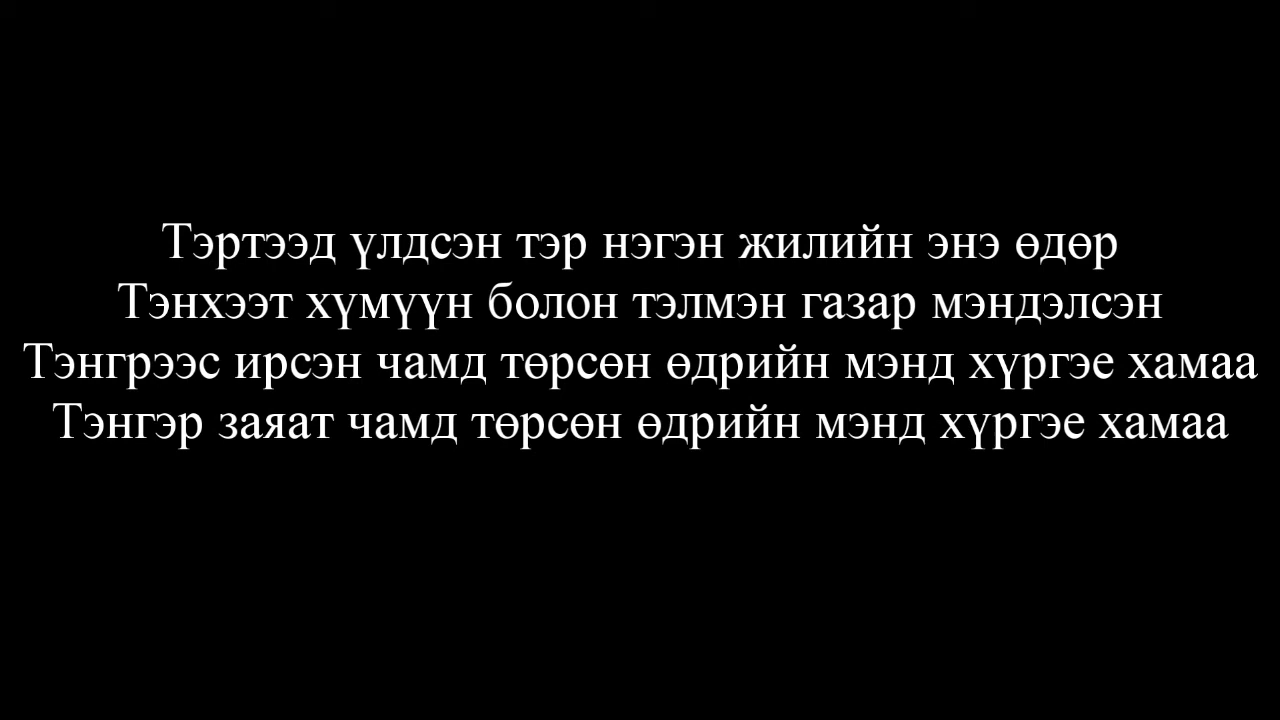 Тэртээд үлдсэн тэр нэгэн жилийн энэ өдөр
Тэнхээт хүмүүн болон тэлмэн газар мэндэлсэн
Тэнгрээс ирсэн чамд төрсөн өдрийн мэнд хүргэе хамаа
Тэнгэр заяат чамд төрсөн өдрийн мэнд хүргэе хамаа